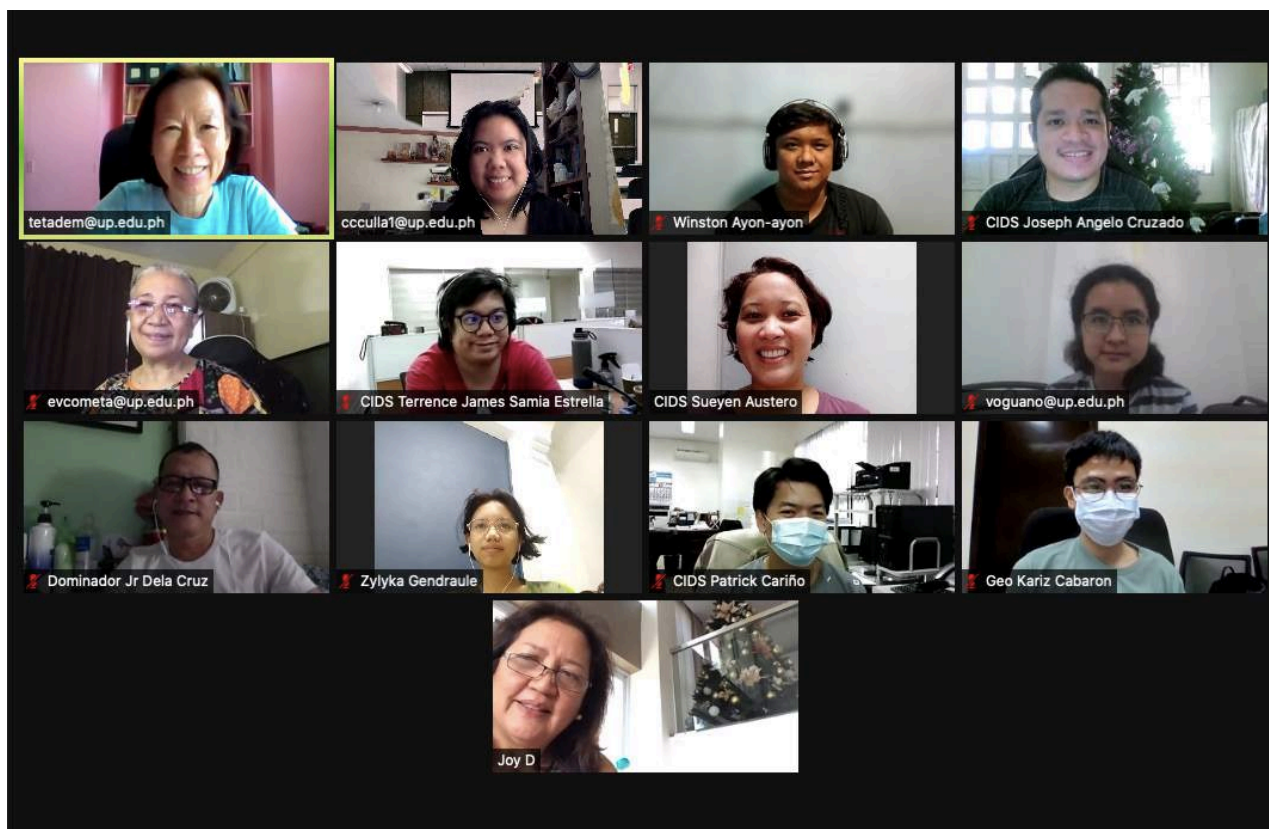 tetadem@up.edu.ph
ccculla1@up.edu.ph
Winston Ayon-ayon
CIDS Joseph Angelo Cruzado
evcometa@up.edu.ph
CIDS Terrence James Samia Estrella
CIDS Sueyen Austero
voguano@up.edu.ph
Dominador Jr Dela Cruz
Zylyka Gendraule
CIDS Patrick Cariño
Geo Kariz Cabaron
Joy D